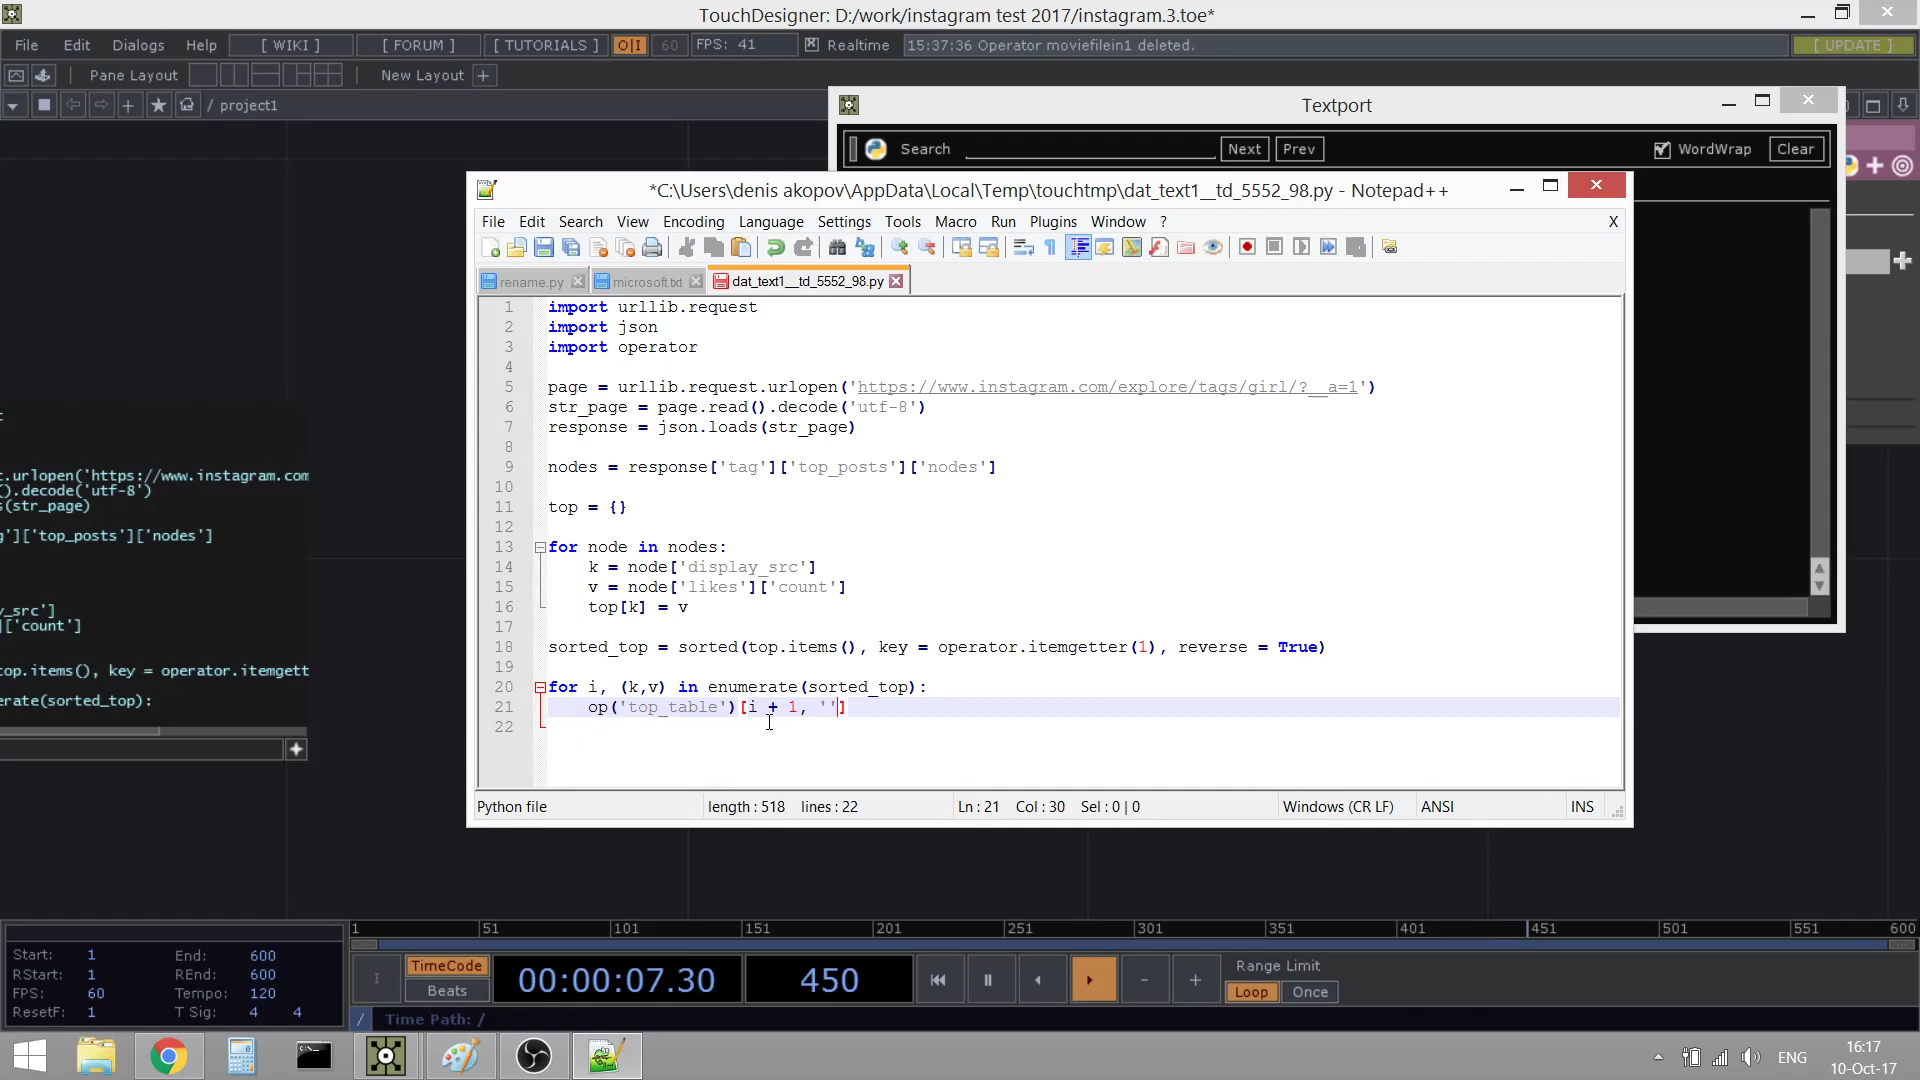 TouchDesigner: D:/work/instagram test 2017/instagram.3.toe*
File Edit Dialogs Help [ WIKI ] [ FORUM ] [ TUTORIALS ] O|I 60 FPS: 41 Realtime 15:37:36 Operator moviefilein1 deleted. [ UPDATE ]
Pane Layout New Layout +
/ project1
Textport
Search Next Prev WordWrap Clear
*C:\Users\denis akopov\AppData\Local\Temp\touchtmp\dat_text1__td_5552_98.py - Notepad++
File Edit Search View Encoding Language Settings Tools Macro Run Plugins Window ? X
rename.py microsoft.txt dat_text1__td_5552_98.py
1 import urllib.request
2 import json
3 import operator
4
5 page = urllib.request.urlopen('https://www.instagram.com/explore/tags/girl/?__a=1')
6 str_page = page.read().decode('utf-8')
7 response = json.loads(str_page)
8
9 nodes = response['tag']['top_posts']['nodes']
10
11 top = {}
12
13 for node in nodes:
14 k = node['display_src']
15 v = node['likes']['count']
16 top[k] = v
17
18 sorted_top = sorted(top.items(), key = operator.itemgetter(1), reverse = True)
19
20 for i, (k,v) in enumerate(sorted_top):
21 op('top_table')[i + 1, '']
22
Python file length : 518 lines : 22 Ln : 21 Col : 30 Sel : 0 | 0 Windows (CR LF) ANSI INS
t
t.urlopen('https://www.instagram.com
().decode('utf-8')
s(str_page)
g']['top_posts']['nodes']
y_src']
]['count']
top.items(), key = operator.itemgett
erate(sorted_top):
1 51 101 151 201 251 301 351 401 451 501 551 600
Start: 1 End: 600
RStart: 1 REnd: 600
FPS: 60 Tempo: 120
ResetF: 1 T Sig: 4 4
TimeCode
Beats
00:00:07.30 450
Range Limit
Loop Once
/ Time Path: /
ENG
16:17
10-Oct-17